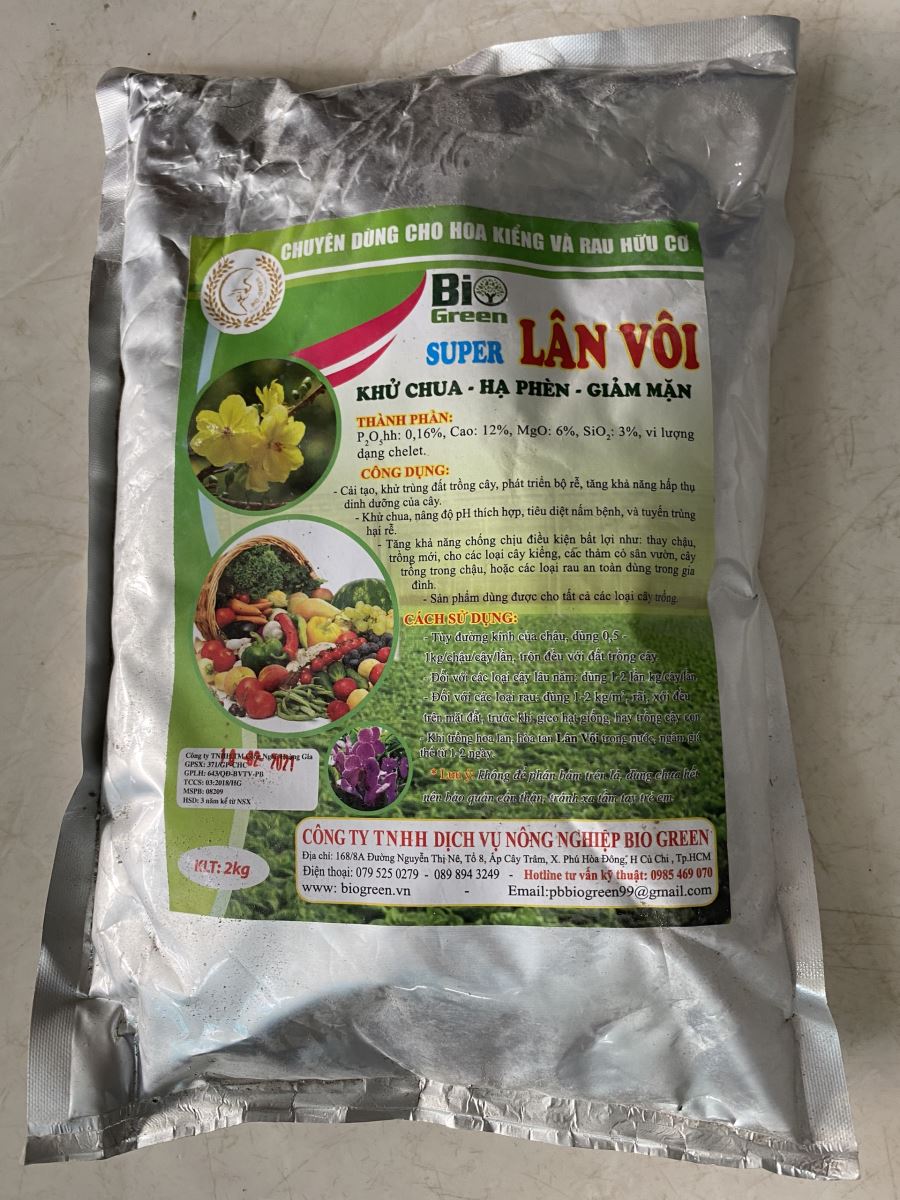 CHUYÊN DÙNG CHO HOA KIỂNG VÀ RAU HỮU CƠ
Bio
Green
SUPER LÂN VÔI
KHỬ CHUA - HẠ PHÈN - GIẢM MẶN
THÀNH PHẦN:
P₂O₅hh: 0,16%, Cao: 12%, MgO: 6%, SiO₂: 3%, vi lượng
dạng chelet.
CÔNG DỤNG:
- Cải tạo, khử trùng đất trồng cây, phát triển bộ rễ, tăng khả năng hấp thụ
dinh dưỡng của cây.
- Khử chua, nâng độ pH thích hợp, tiêu diệt nấm bệnh, và tuyến trùng
hại rễ.
- Tăng khả năng chống chịu điều kiện bất lợi như: thay chậu,
trồng mới, cho các loại cây kiểng, các thảm cỏ sân vườn, cây
trồng trong chậu, hoặc các loại rau an toàn dùng trong gia
đình.
- Sản phẩm dùng được cho tất cả các loại cây trồng.
CÁCH SỬ DỤNG:
- Tùy đường kính của chậu, dùng 0,5 -
1kg/chậu/cây/lần, trộn đều với đất trồng cây
- Đối với các loại cây lâu năm: dùng 1-2 lần kg/cây/lần.
- Đối với các loại rau: dùng 1-2 kg/m², rãi, xới đều
trên mặt đất, trước khi gieo hạt giống hay trồng cây con
- Khi trồng hoa lan, hòa tan Lân Vôi trong nước, ngâm giá
thể từ 1-2 ngày.
* Lưu ý: Không để phân bám trên lá, dùng chưa hết
nên bảo quản cẩn thận, tránh xa tầm tay trẻ em
Công ty TNHH TM Công Nghệ Hoàng Gia
10 02 2021
GPSX: 371/GP-CHC
GPLH: 643/QĐ-BVTV-PB
TCCS: 03:2018/HG
MSPB: 08209
HSD: 3 năm kể từ NSX
KLT: 2kg
CÔNG TY TNHH DỊCH VỤ NÔNG NGHIỆP BIO GREEN
Địa chỉ: 168/8A Đường Nguyễn Thị Nê, Tổ 8, Ấp Cây Trâm, X. Phú Hòa Đông, H Củ Chi , Tp.HCM
Điện thoại: 079 525 0279 - 089 894 3249 - Hotline tư vấn kỹ thuật: 0985 469 070
www: biogreen.vn - Email:pbbiogreen99@gmail.com